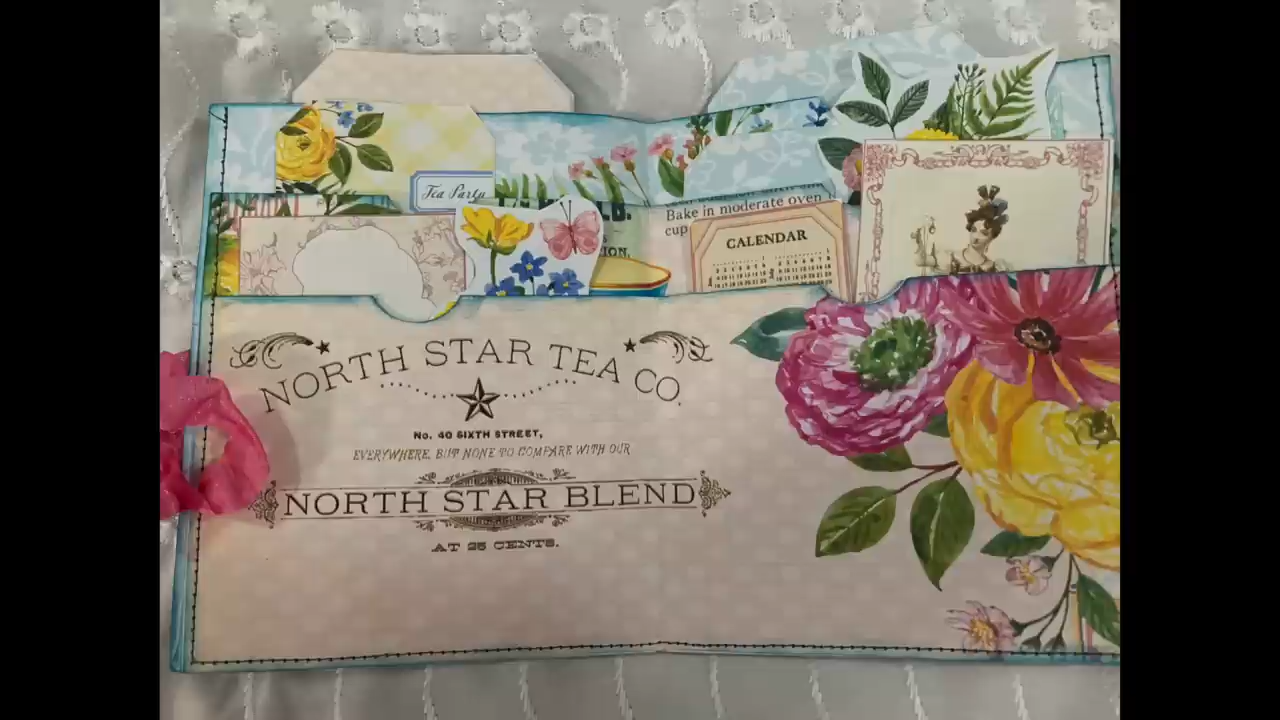 Tea Party
ION.
Bake in moderate oven
cup
CALENDAR
NORTH STAR TEA CO.
No. 40 SIXTH STREET,
EVERYWHERE, BUT NONE TO COMPARE WITH OUR
NORTH STAR BLEND
AT 25 CENTS.